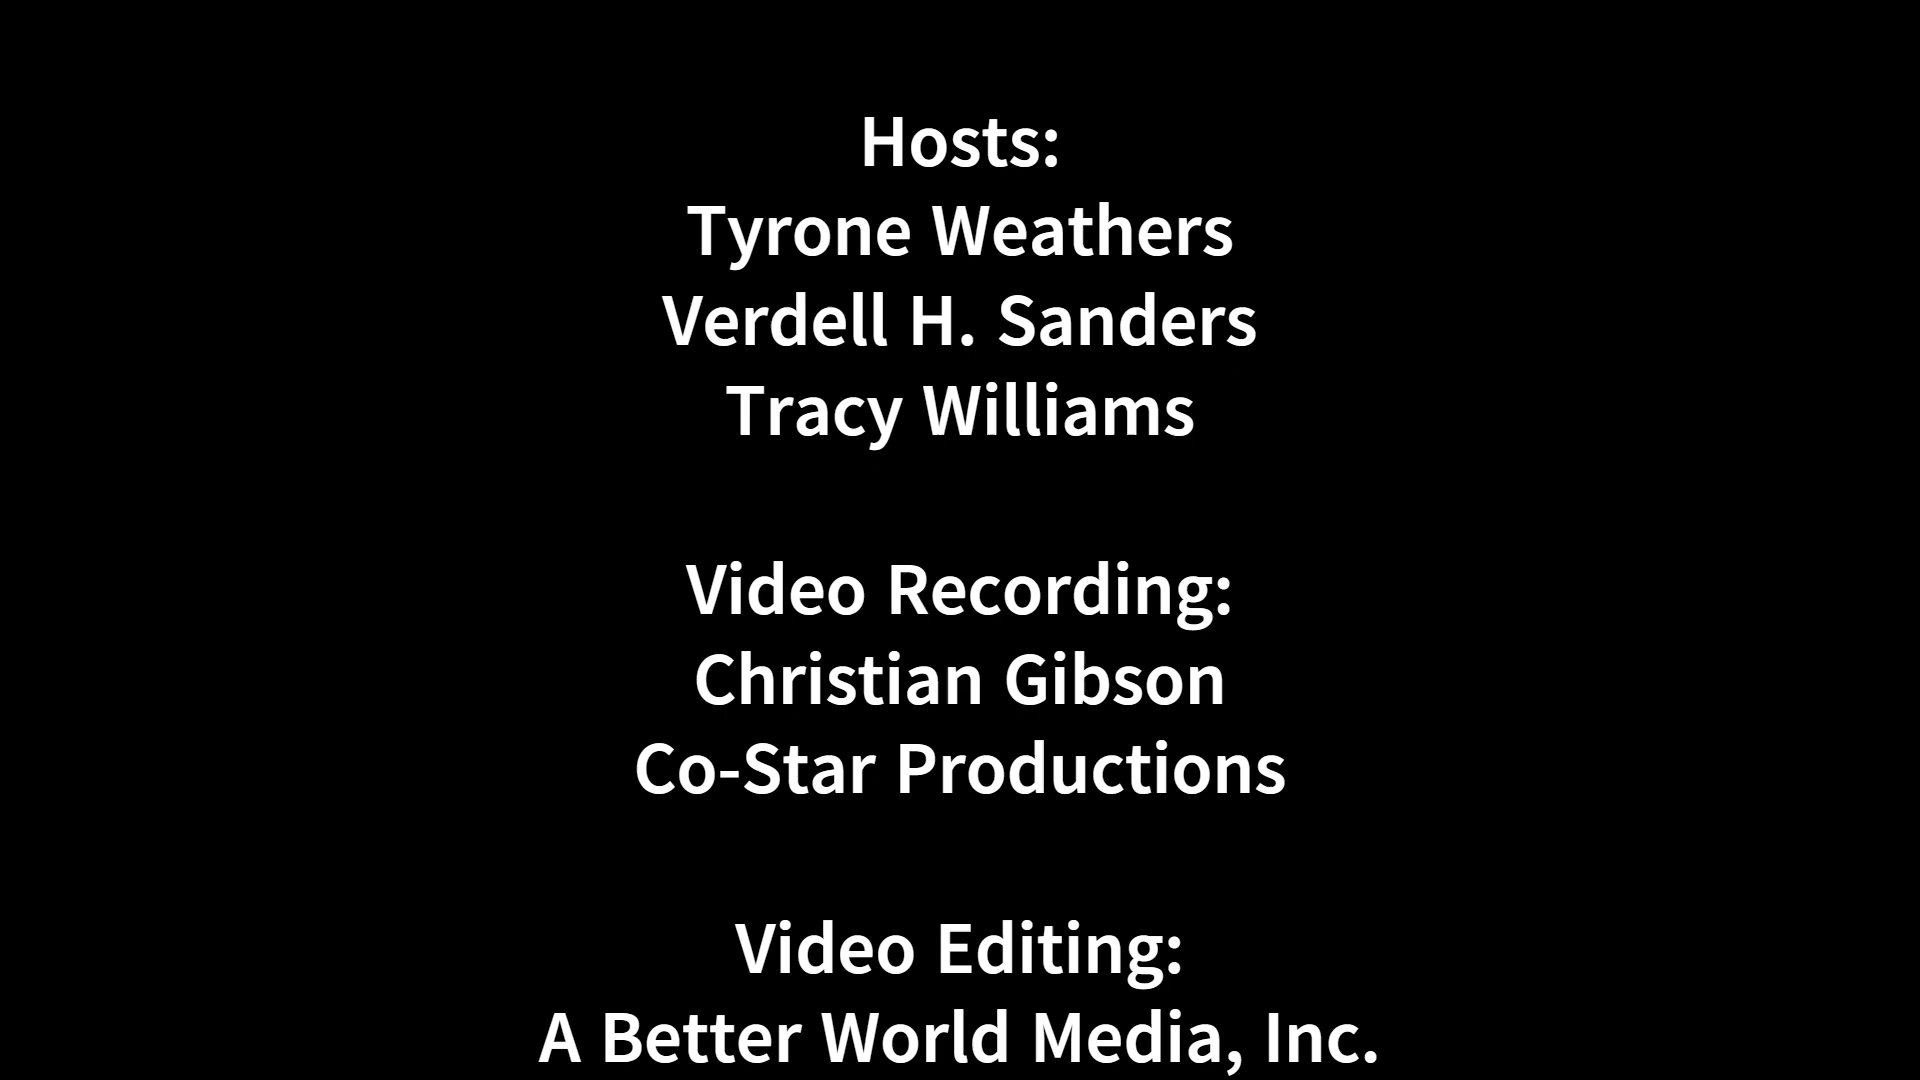 Hosts:
Tyrone Weathers
Verdell H. Sanders
Tracy Williams
Video Recording:
Christian Gibson
Co-Star Productions
Video Editing:
A Better World Media, Inc.